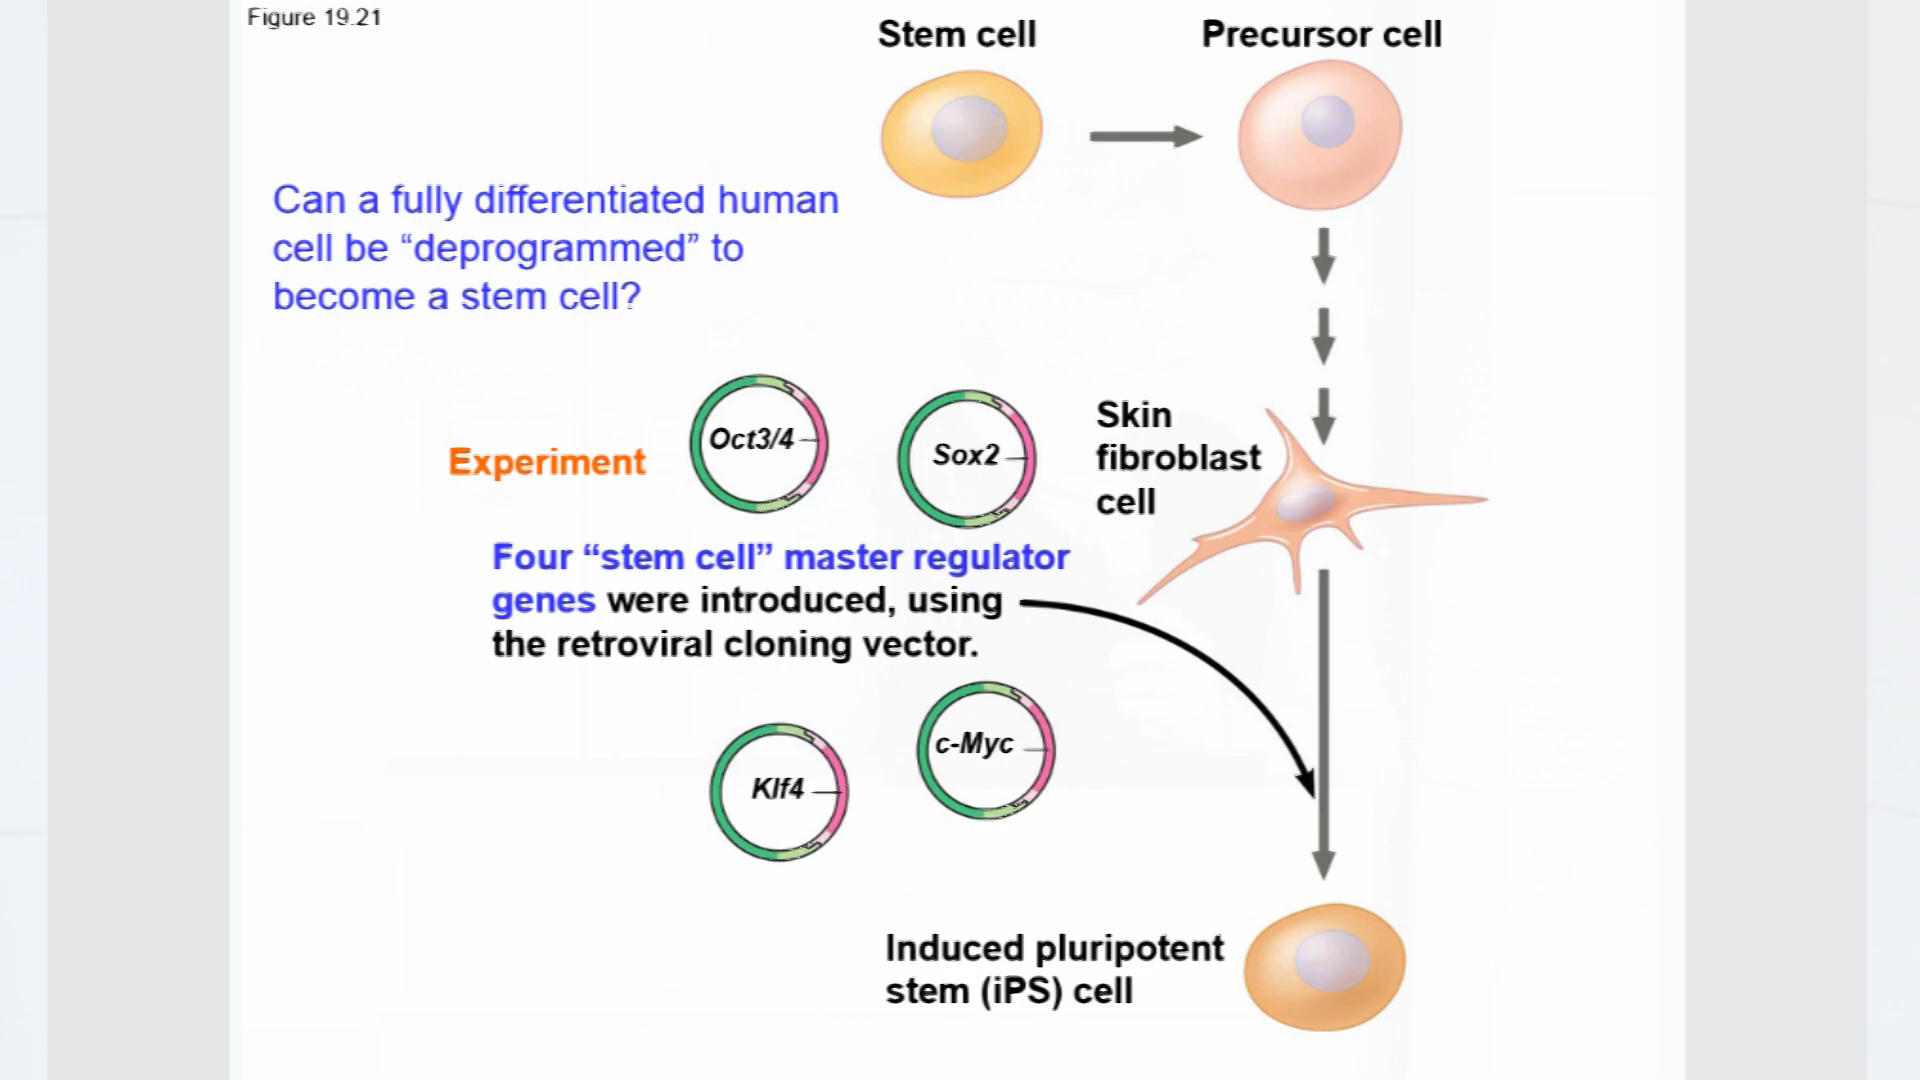 Figure 19.21
Stem cell
Precursor cell
Can a fully differentiated human
cell be “deprogrammed” to
become a stem cell?
Experiment
Oct3/4
Sox2
Skin
fibroblast
cell
Four “stem cell” master regulator
genes were introduced, using
the retroviral cloning vector.
Klf4
c-Myc
Induced pluripotent
stem (iPS) cell